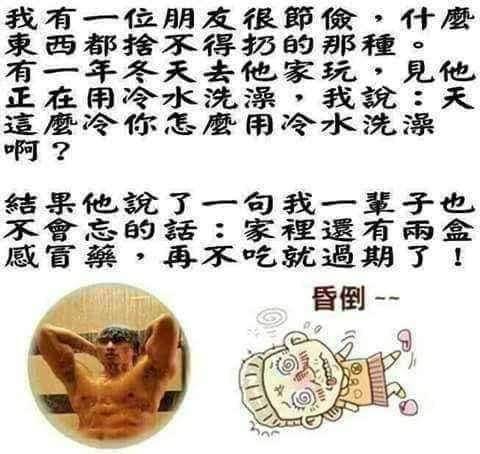 我有一位朋友很節儉，什麼
東西都捨不得扔的那種。
有一年冬天去他家玩，見他
正在用冷水洗澡，我說：天
這麼冷你怎麼用冷水洗澡
啊？
結果他說了一句我一輩子也
不會忘的話：家裡還有兩盒
感冒藥，再不吃就過期了！
昏倒 ~~